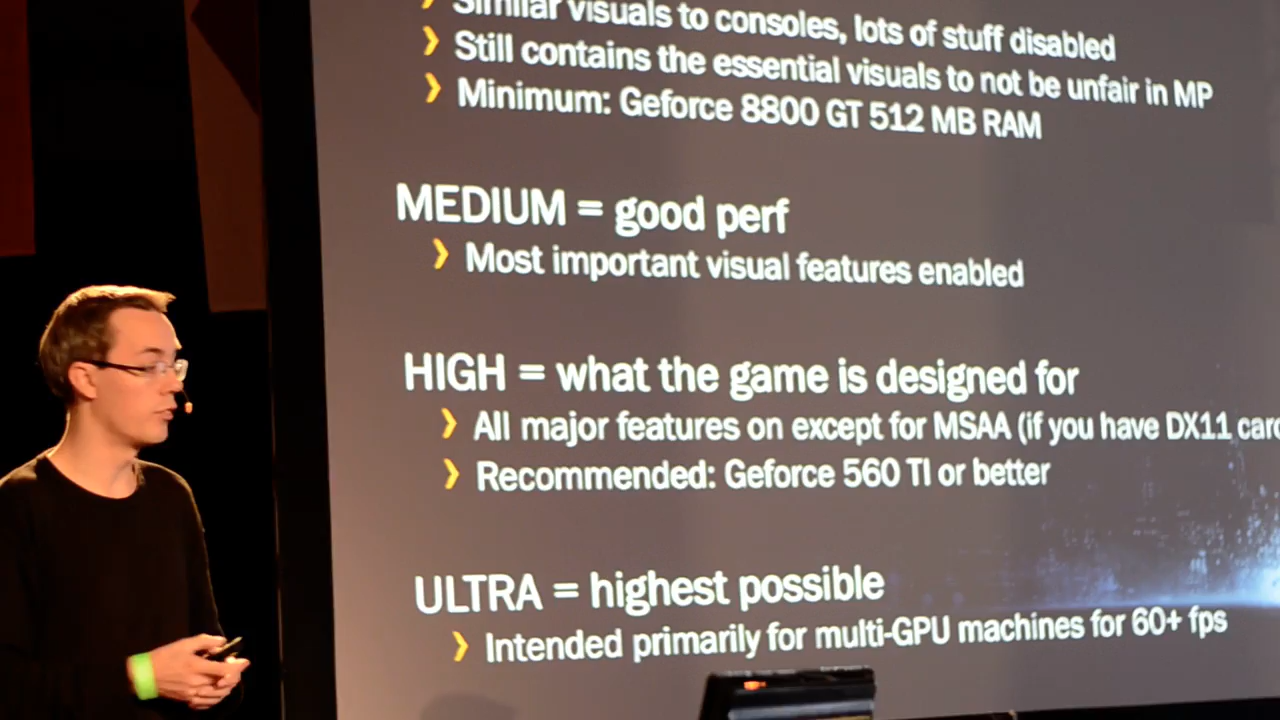 Similar visuals to consoles, lots of stuff disabled
Still contains the essential visuals to not be unfair in MP
Minimum: Geforce 8800 GT 512 MB RAM
MEDIUM = good perf
Most important visual features enabled
HIGH = what the game is designed for
All major features on except for MSAA (if you have DX11 card
Recommended: Geforce 560 TI or better
ULTRA = highest possible
Intended primarily for multi-GPU machines for 60+ fps